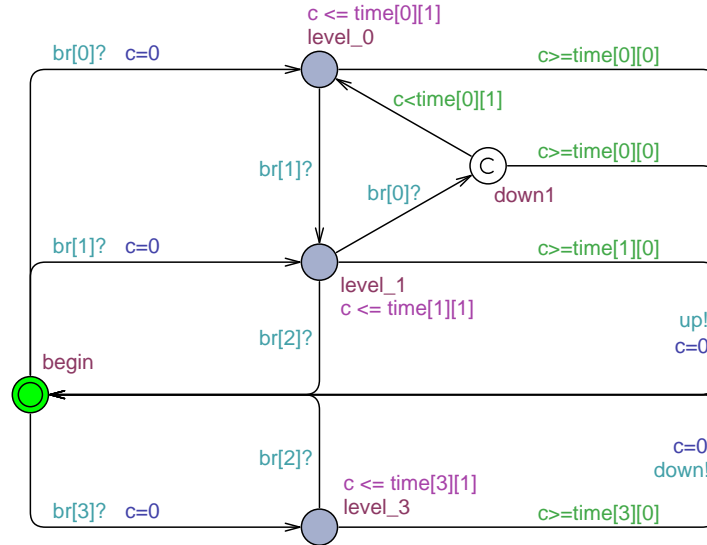 c <= time[0][1]
level_0
br[0]? c=0
c>=time[0][0]
c<time[0][1]
c>=time[0][0]
br[1]?
br[0]?
C
down1
br[1]? c=0
c>=time[1][0]
level_1
c <= time[1][1]
up!
br[2]?
c=0
begin
c=0
br[2]?
down!
c <= time[3][1]
level_3
br[3]? c=0
c>=time[3][0]